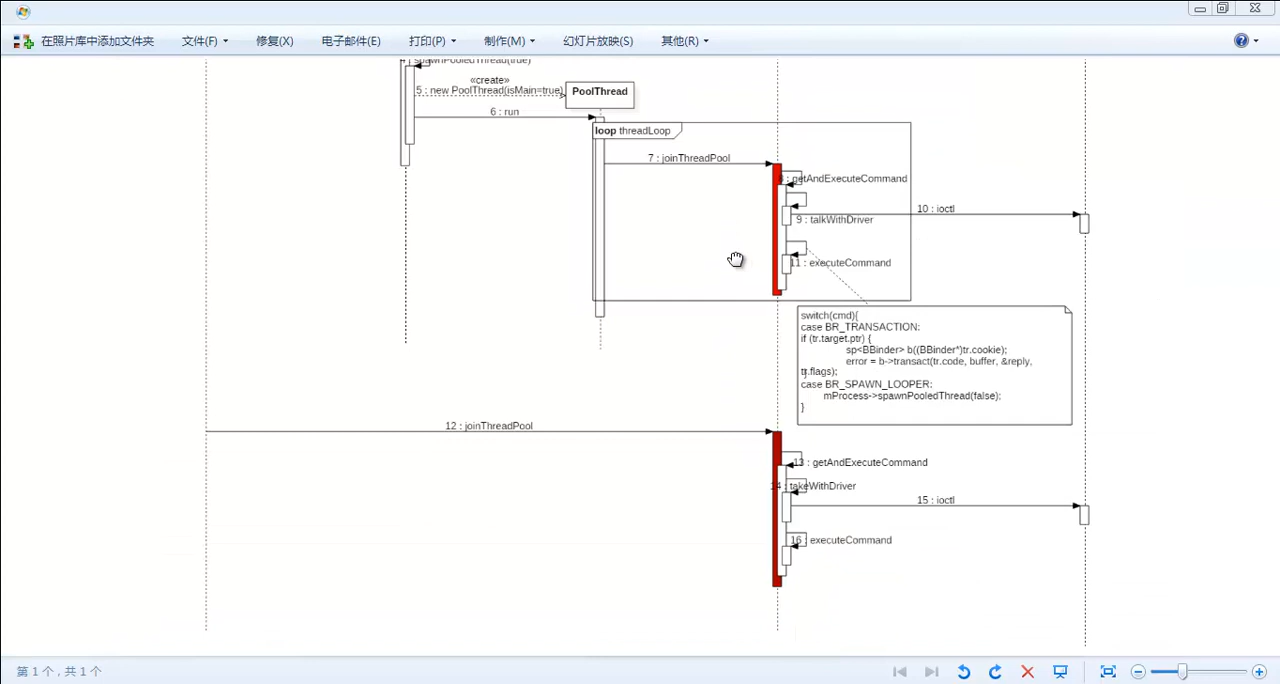 在照片库中添加文件夹 文件(F) 修复(X) 电子邮件(E) 打印(P) 制作(M) 幻灯片放映(S) 其他(R)
spawnPooledThread(true)
«create»
5 : new PoolThread(isMain=true)
PoolThread
6 : run
loop threadLoop
7 : joinThreadPool
getAndExecuteCommand
10 : ioctl
9 : talkWithDriver
11 : executeCommand
switch(cmd){
case BR_TRANSACTION:
if (tr.target.ptr) {
sp<BBinder> b((BBinder*)tr.cookie);
error = b->transact(tr.code, buffer, &reply,
tr.flags);
case BR_SPAWN_LOOPER:
mProcess->spawnPooledThread(false);
}
12 : joinThreadPool
13 : getAndExecuteCommand
14 : takeWithDriver
15 : ioctl
16 : executeCommand
第 1 个，共 1 个